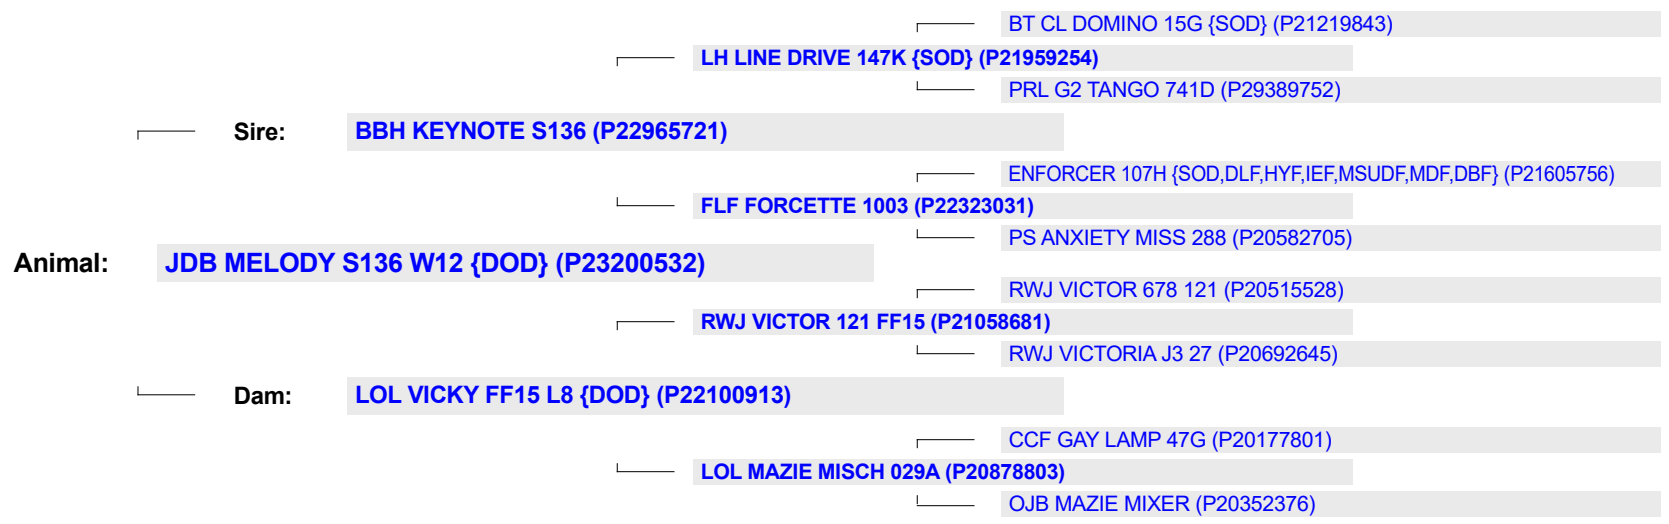 BT CL DOMINO 15G {SOD} (P21219843)
LH LINE DRIVE 147K {SOD} (P21959254)
PRL G2 TANGO 741D (P29389752)
Sire: BBH KEYNOTE S136 (P22965721)
ENFORCER 107H {SOD,DLF,HYF,IEF,MSUDF,MDF,DBF} (P21605756)
FLF FORCETTE 1003 (P22323031)
PS ANXIETY MISS 288 (P20582705)
Animal: JDB MELODY S136 W12 {DOD} (P23200532)
RWJ VICTOR 678 121 (P20515528)
RWJ VICTOR 121 FF15 (P21058681)
RWJ VICTORIA J3 27 (P20692645)
Dam: LOL VICKY FF15 L8 {DOD} (P22100913)
CCF GAY LAMP 47G (P20177801)
LOL MAZIE MISCH 029A (P20878803)
OJB MAZIE MIXER (P20352376)